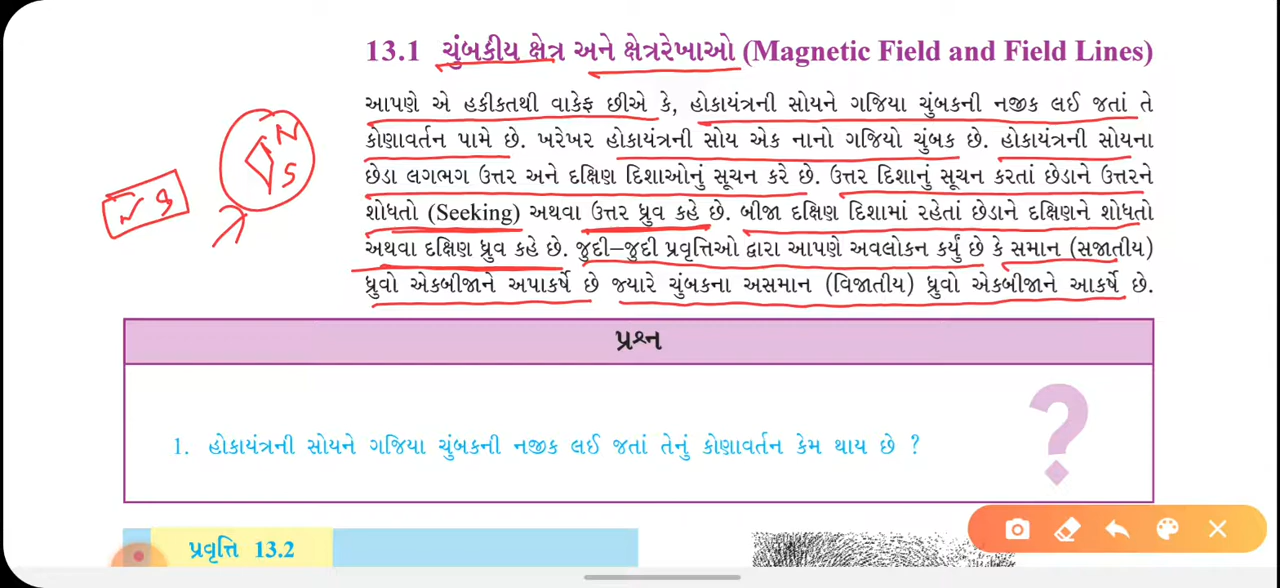 13.1 ચુંબકીય ક્ષેત્ર અને ક્ષેત્રરેખાઓ (Magnetic Field and Field Lines)
આપણે એ હકીકતથી વાકેફ છીએ કે, હોકાયંત્રની સોયને ગજિયા ચુંબકની નજીક લઈ જતાં તે
કોણાવર્તન પામે છે. ખરેખર હોકાયંત્રની સોય એક નાનો ગજિયો ચુંબક છે. હોકાયંત્રની સોયના
છેડા લગભગ ઉત્તર અને દક્ષિણ દિશાઓનું સૂચન કરે છે. ઉત્તર દિશાનું સૂચન કરતાં છેડાને ઉત્તરને
શોધતો (Seeking) અથવા ઉત્તર ધ્રુવ કહે છે. બીજા દક્ષિણ દિશામાં રહેતાં છેડાને દક્ષિણને શોધતો
અથવા દક્ષિણ ધ્રુવ કહે છે. જુદી–જુદી પ્રવૃત્તિઓ દ્વારા આપણે અવલોકન કર્યું છે કે સમાન (સજાતીય)
ધ્રુવો એકબીજાને અપાકર્ષે છે જ્યારે ચુંબકના અસમાન (વિજાતીય) ધ્રુવો એકબીજાને આકર્ષે છે.
N
S
N S
પ્રશ્ન
?
1. હોકાયંત્રની સોયને ગજિયા ચુંબકની નજીક લઈ જતાં તેનું કોણાવર્તન કેમ થાય છે ?
પ્રવૃત્તિ 13.2